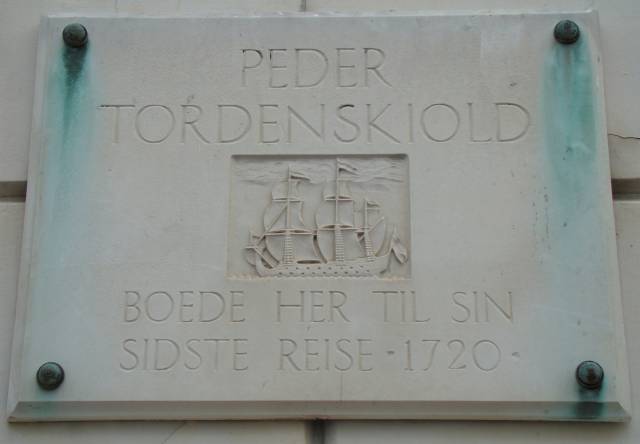 PEDER
TORDENSKIOLD
BOEDE HER TIL SIN
SIDSTE REISE · 1720 ·